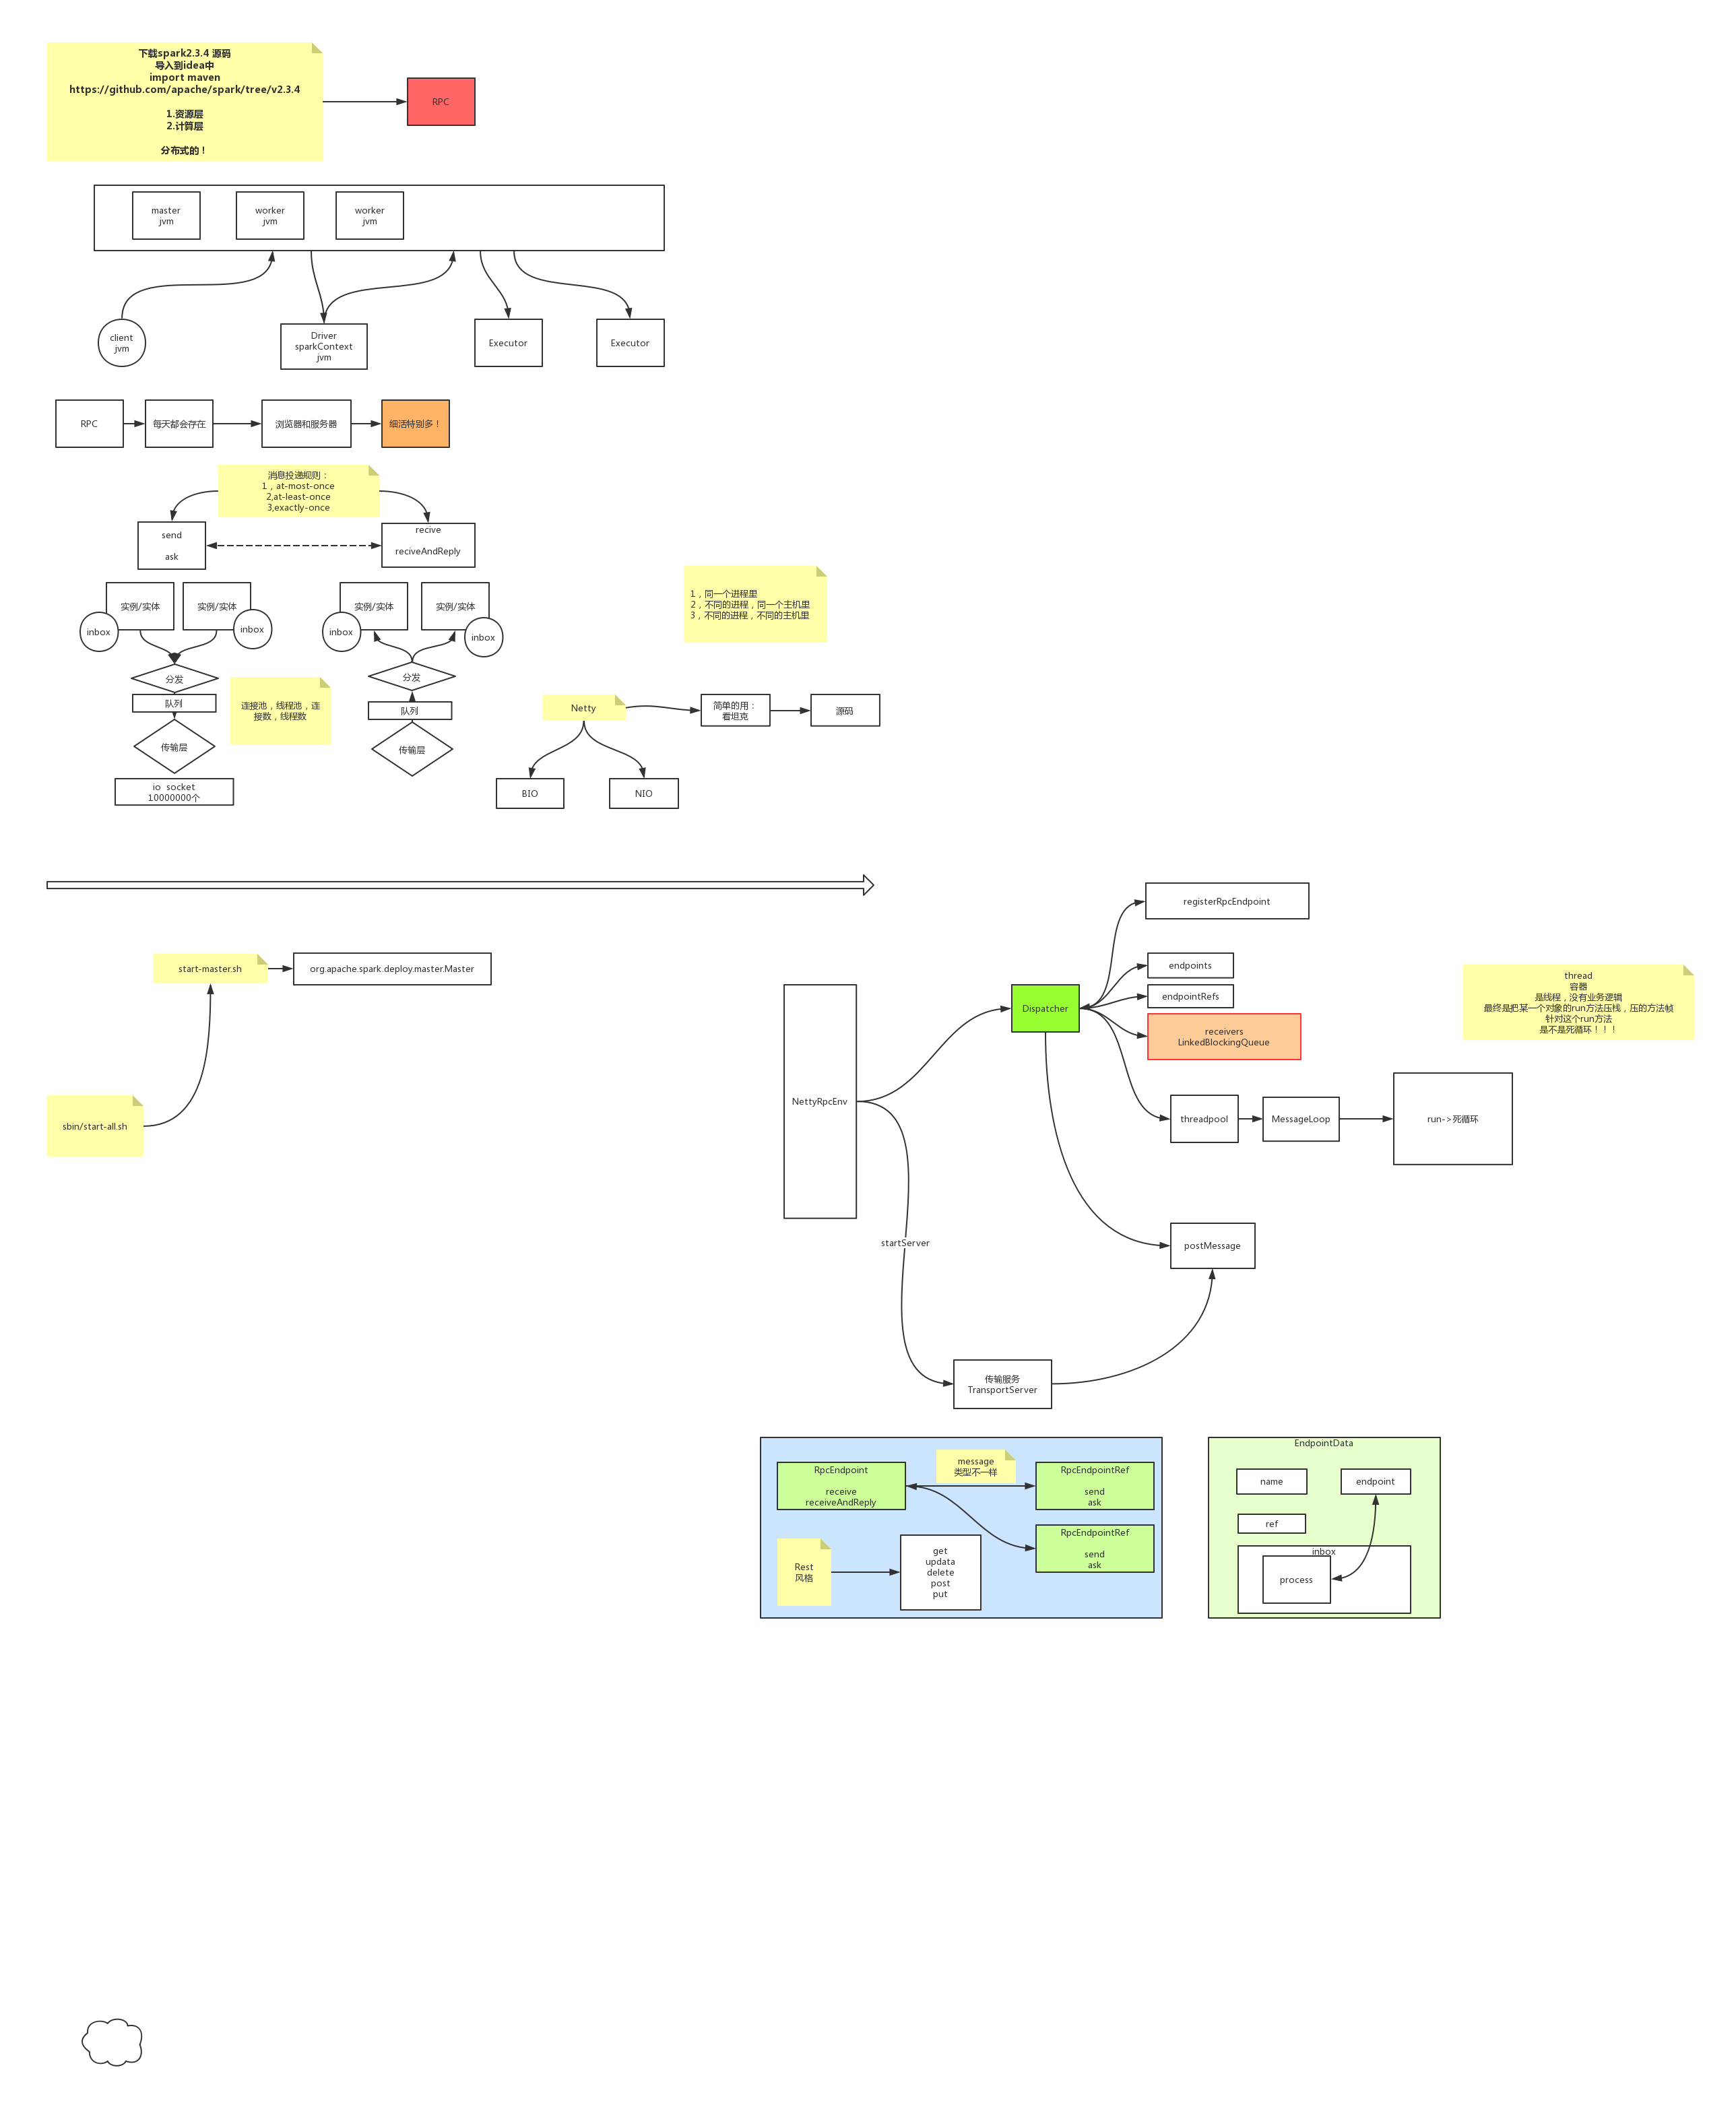 下载spark2.3.4 源码
导入到idea中
import maven
https://github.com/apache/spark/tree/v2.3.4
1.资源层
2.计算层
分布式的！
RPC
master
jvm
worker
jvm
worker
jvm
client
jvm
Driver
sparkContext
jvm
Executor
Executor
RPC
每天都会存在
浏览器和服务器
细活特别多！
消息投递规则：
1，at-most-once
2,at-least-once
3,exactly-once
send
ask
recive
reciveAndReply
实例/实体
实例/实体
实例/实体
实例/实体
inbox
inbox
inbox
inbox
1，同一个进程里
2，不同的进程，同一个主机里
3，不同的进程，不同的主机里
分发
分发
队列
队列
连接池，线程池，连
接数，线程数
传输层
传输层
io  socket
10000000个
Netty
简单的用：
看坦克
源码
BIO
NIO
start-master.sh
org.apache.spark.deploy.master.Master
sbin/start-all.sh
NettyRpcEnv
Dispatcher
registerRpcEndpoint
endpoints
endpointRefs
receivers
LinkedBlockingQueue
thread
容器
是线程，没有业务逻辑
最终是把某一个对象的run方法压栈，压的方法帧
针对这个run方法
是不是死循环！！！
threadpool
MessageLoop
run->死循环
startServer
postMessage
传输服务
TransportServer
RpcEndpoint
receive
receiveAndReply
message
类型不一样
RpcEndpointRef
send
ask
RpcEndpointRef
send
ask
Rest
风格
get
updata
delete
post
put
EndpointData
name
endpoint
ref
inbox
process